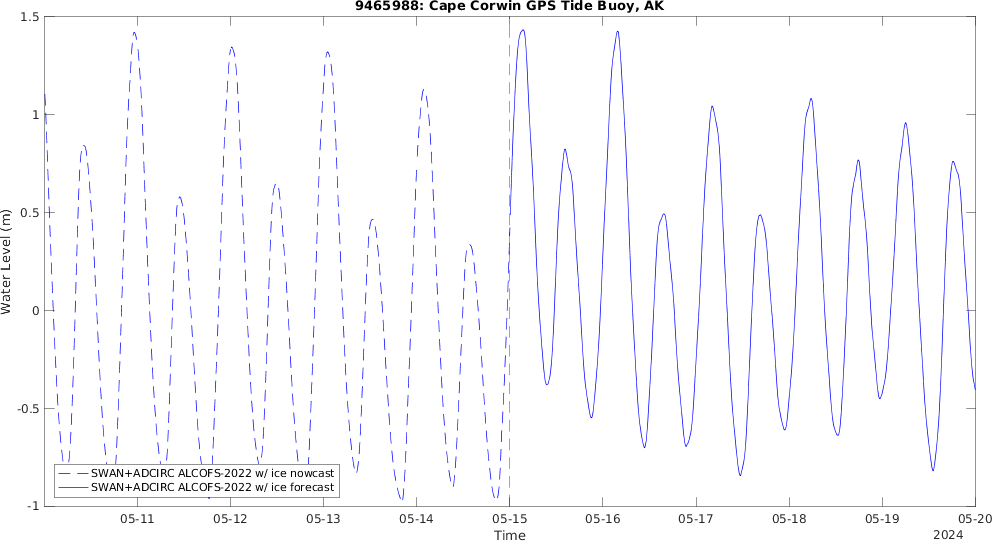 9465988: Cape Corwin GPS Tide Buoy, AK
1.5
1
0.5
0
-0.5
-1
Water Level (m)
SWAN+ADCIRC ALCOFS-2022 w/ ice nowcast
SWAN+ADCIRC ALCOFS-2022 w/ ice forecast
05-11 05-12 05-13 05-14 05-15 05-16 05-17 05-18 05-19 05-20
Time
2024